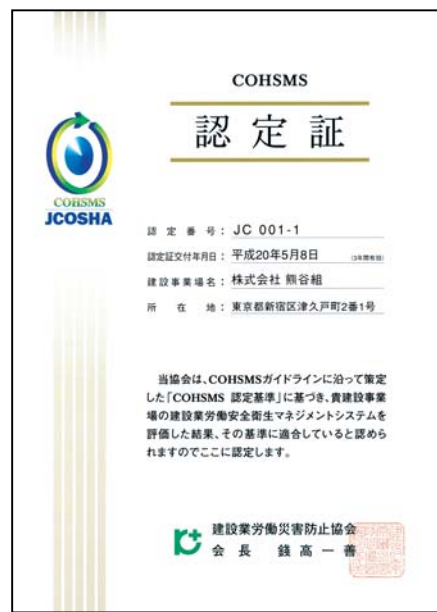 COHSMS
認定証
COHSMS
JCOSHA
認定番号：JC 001-1
認定証交付年月日：平成20年5月8日 （3年間有効）
建設事業場名：株式会社 熊谷組
所在地：東京都新宿区津久戸町2番1号
当協会は、COHSMSガイドラインに沿って策定
した「COHSMS 認定基準」に基づき、貴建設事業
場の建設業労働安全衛生マネジメントシステムを
評価した結果、その基準に適合していると認めら
れますのでここに認定します。
建設業労働災害防止協会
会長 錢高一善